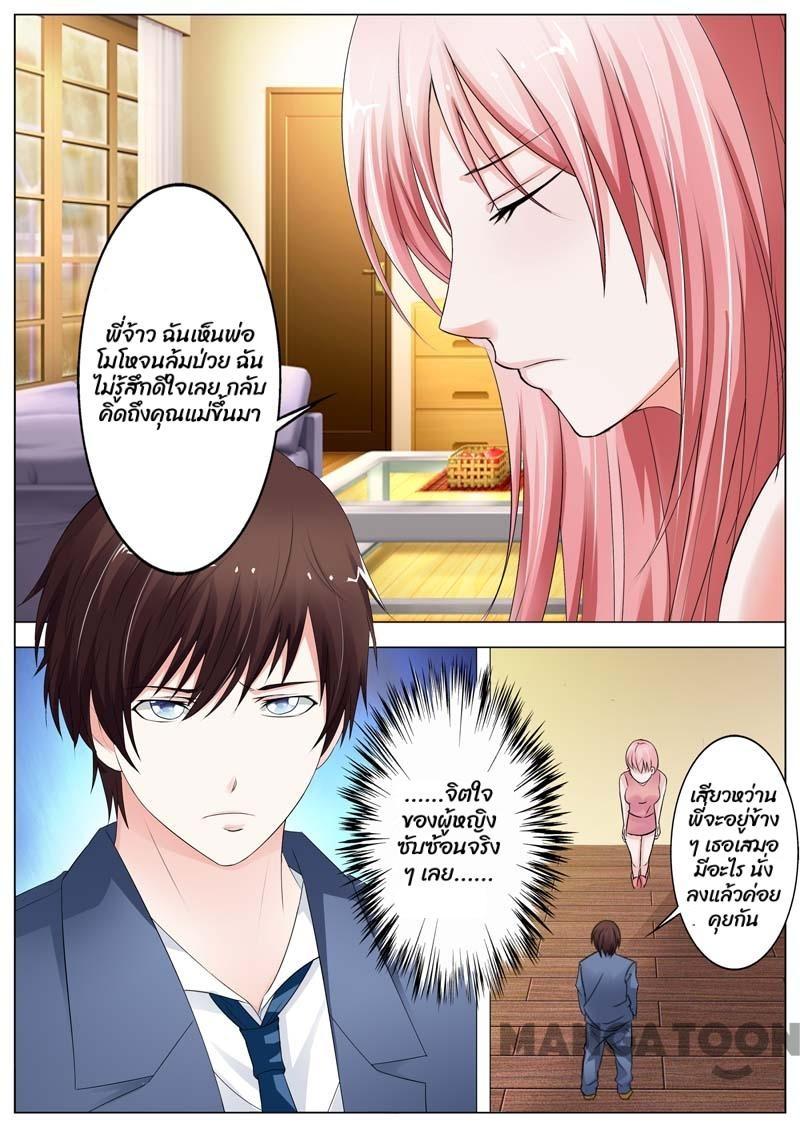 พี่จ้าว ฉันเห็นพ่อ
โมโหจนล้มป่วย ฉัน
ไม่รู้สึกดีใจเลย กลับ
คิดถึงคุณแม่ขึ้นมา
......จิตใจ
ของผู้หญิง
ซับซ้อนจริง
ๆ เลย......
เสี่ยวหว่าน
พี่จะอยู่ข้าง
ๆ เธอเสมอ
มีอะไร นั่ง
ลงแล้วค่อย
คุยกัน
MANGATOON